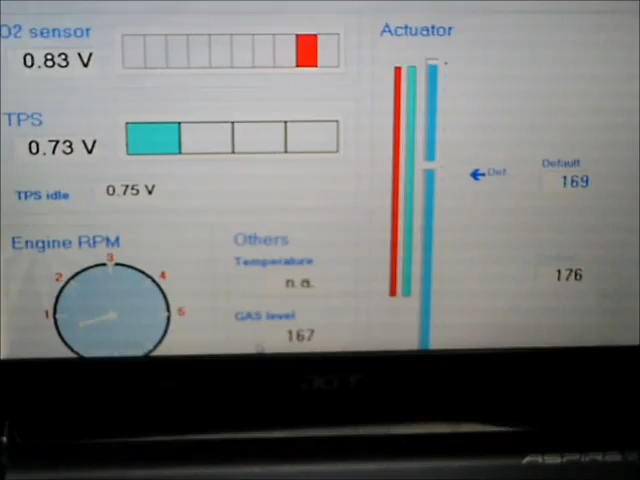 O2 sensor
0.83 V
Actuator
TPS
0.73 V
TPS idle 0.75 V
Def.
Default
169
Engine RPM
1 2 3 4 5
Others
Temperature
n.a.
176
GAS level
167
acer
ASPIRE